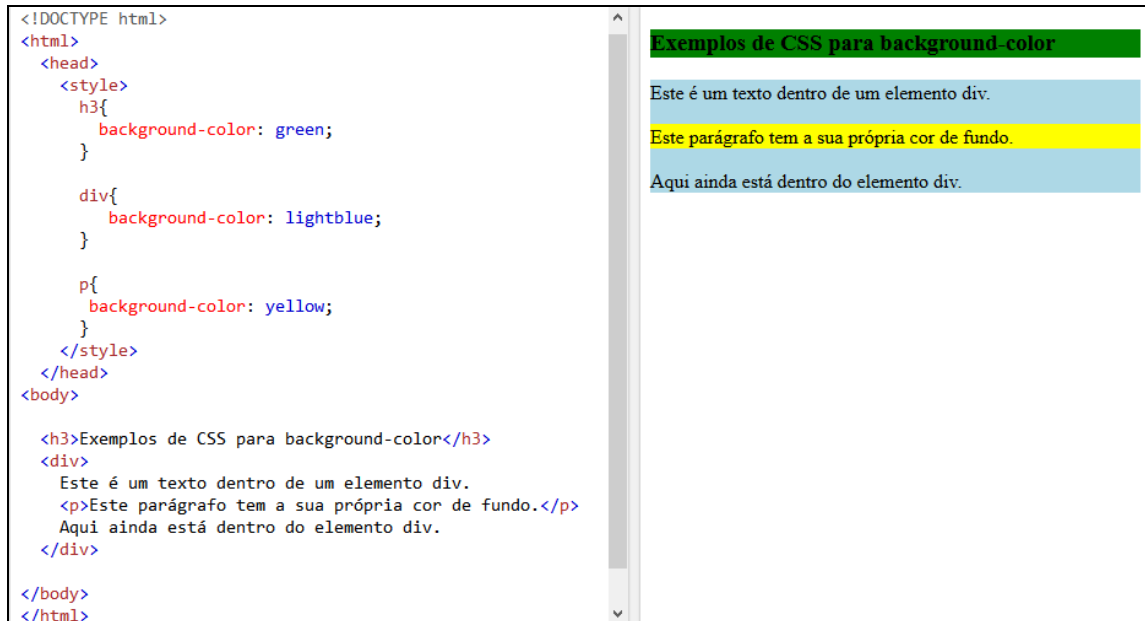 <!DOCTYPE html>
<html>
<head>
<style>
h3{
background-color: green;
}
div{
background-color: lightblue;
}
p{
background-color: yellow;
}
</style>
</head>
<body>
<h3>Exemplos de CSS para background-color</h3>
<div>
Este é um texto dentro de um elemento div.
<p>Este parágrafo tem a sua própria cor de fundo.</p>
Aqui ainda está dentro do elemento div.
</div>
</body>
</html>
Exemplos de CSS para background-color
Este é um texto dentro de um elemento div.
Este parágrafo tem a sua própria cor de fundo.
Aqui ainda está dentro do elemento div.